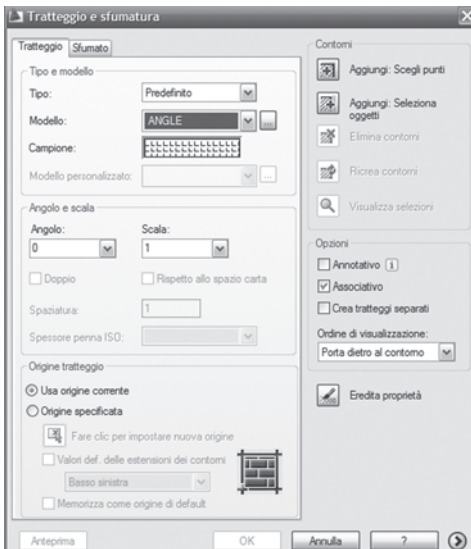 Tratteggio e sfumatura
Tratteggio Sfumato
Tipo e modello
Tipo: Predefinito
Modello: ANGLE ...
Campione:
Modello personalizzato: ...
Angolo e scala
Angolo: Scala:
0 1
Doppio Rispetto allo spazio carta
Spaziatura: 1
Spessore penna ISO:
Origine tratteggio
Usa origine corrente
Origine specificata
Fare clic per impostare nuova origine
Valori def. delle estensioni dei contorni
Basso sinistra
Memorizza come origine di default
Contorni
Aggiungi: Scegli punti
Aggiungi: Seleziona
oggetti
Elimina contorni
Ricrea contorni
Visualizza selezioni
Opzioni
Annotativo i
Associativo
Crea tratteggi separati
Ordine di visualizzazione:
Porta dietro al contorno
Eredita proprietà
Anteprima OK Annulla ?